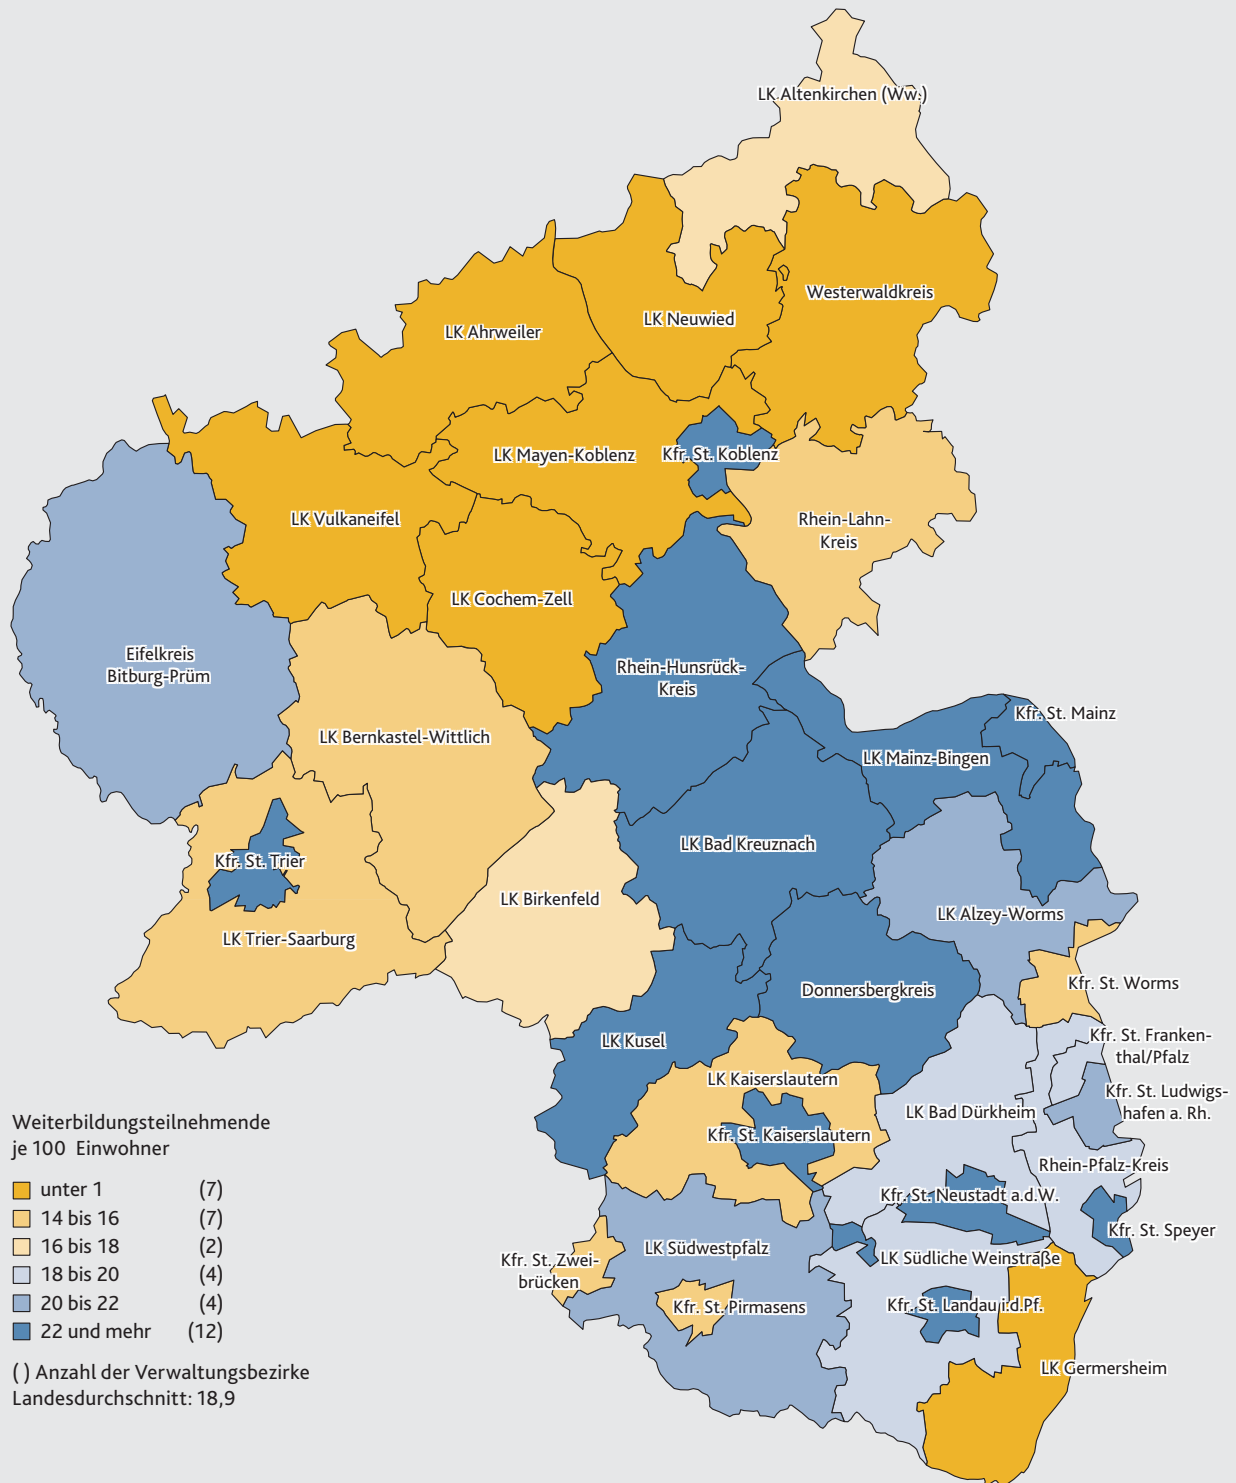 LK Altenkirchen (Ww.)
Westerwaldkreis
LK Neuwied
LK Ahrweiler
LK Mayen-Koblenz
Kfr. St. Koblenz
LK Vulkaneifel
Rhein-Lahn-
Kreis
LK Cochem-Zell
Eifelkreis
Bitburg-Prüm
Rhein-Hunsrück-
Kreis
Kfr. St. Mainz
LK Bernkastel-Wittlich
LK Mainz-Bingen
LK Bad Kreuznach
Kfr. St. Trier
LK Birkenfeld
LK Alzey-Worms
LK Trier-Saarburg
Kfr. St. Worms
Donnersbergkreis
LK Kusel
Kfr. St. Franken-
thal/Pfalz
LK Kaiserslautern
Kfr. St. Ludwigs-
hafen a. Rh.
LK Bad Dürkheim
Kfr. St. Kaiserslautern
Rhein-Pfalz-Kreis
Kfr. St. Neustadt a.d.W.
Kfr. St. Speyer
LK Südwestpfalz
LK Südliche Weinstraße
Kfr. St. Zwei-
brücken
Kfr. St. Pirmasens
Kfr. St. Landau i.d.Pf.
LK Germersheim
Weiterbildungsteilnehmende
je 100 Einwohner
unter 1 (7)
14 bis 16 (7)
16 bis 18 (2)
18 bis 20 (4)
20 bis 22 (4)
22 und mehr (12)
( ) Anzahl der Verwaltungsbezirke
Landesdurchschnitt: 18,9